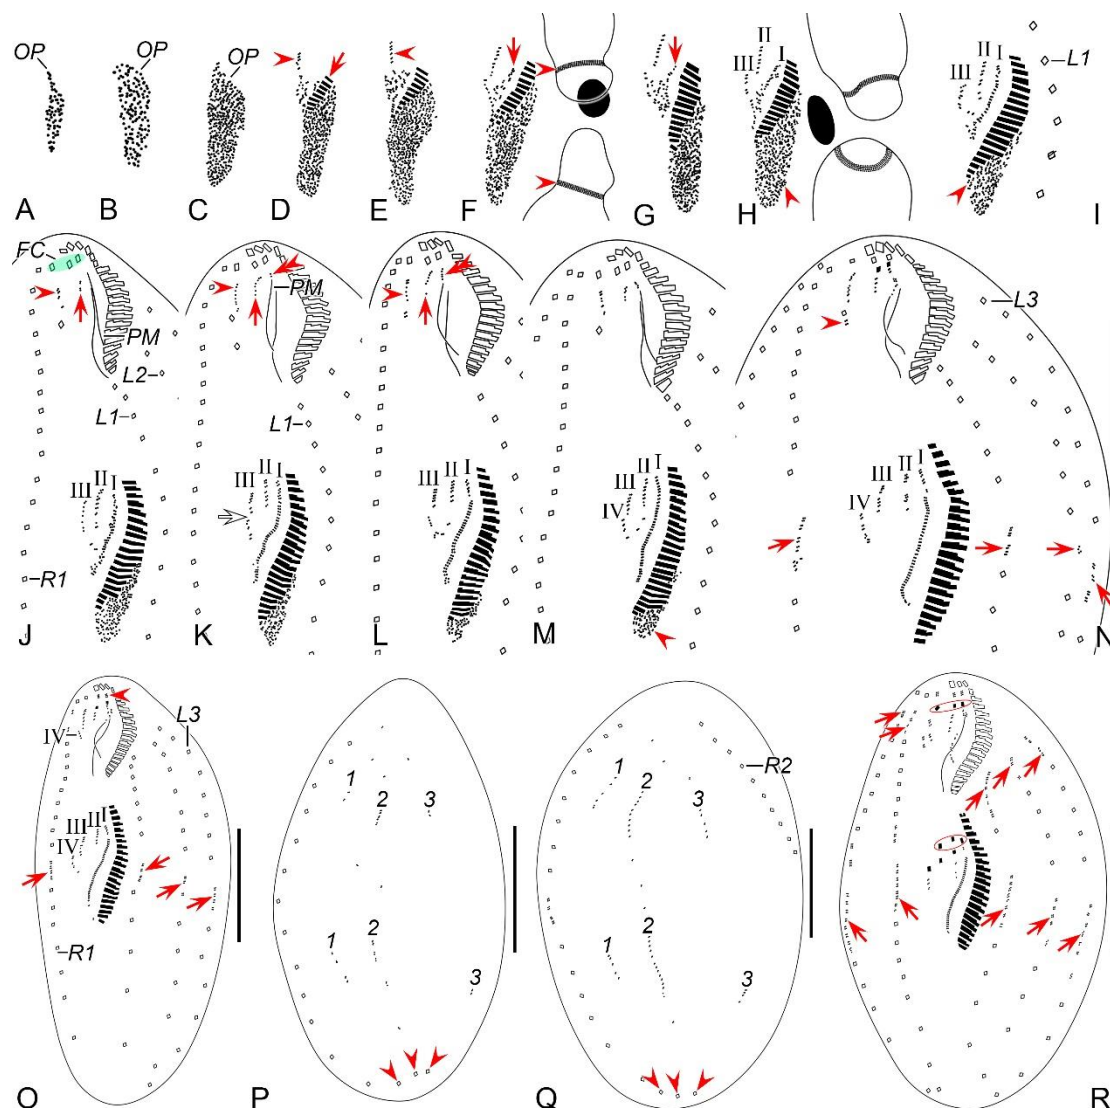 OP OP OP II II
III I III I L1
A B C D E F G H I
FC PM L3
PM
L2
L1 L1
III II I III II I III II I III II I III II I
IV IV
R1
J K L M N
L3
IV
1 2 3 1 2 3 R2
III II I
IV
R1
1 2 3 1 2 3
O P Q R